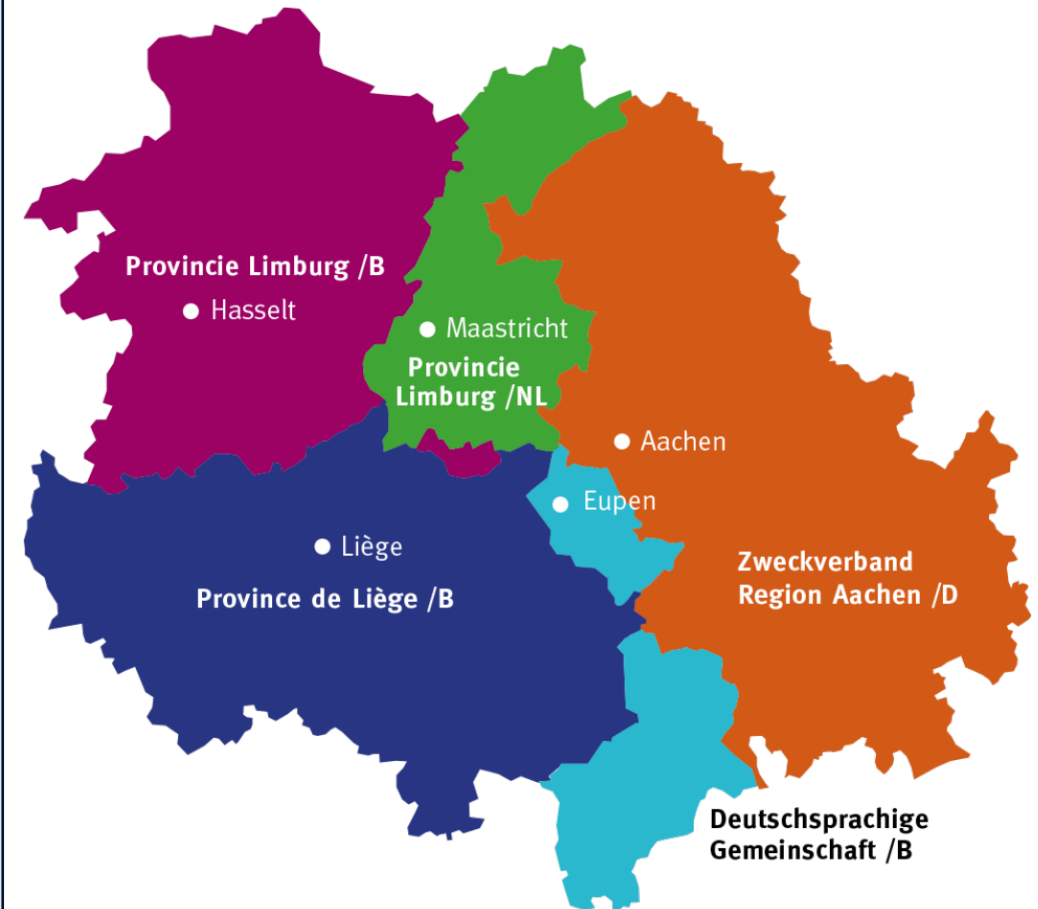 Provincie Limburg /B
Hasselt
Maastricht
Provincie
Limburg /NL
Aachen
Eupen
Liège
Province de Liège /B
Zweckverband
Region Aachen /D
Deutschsprachige
Gemeinschaft /B